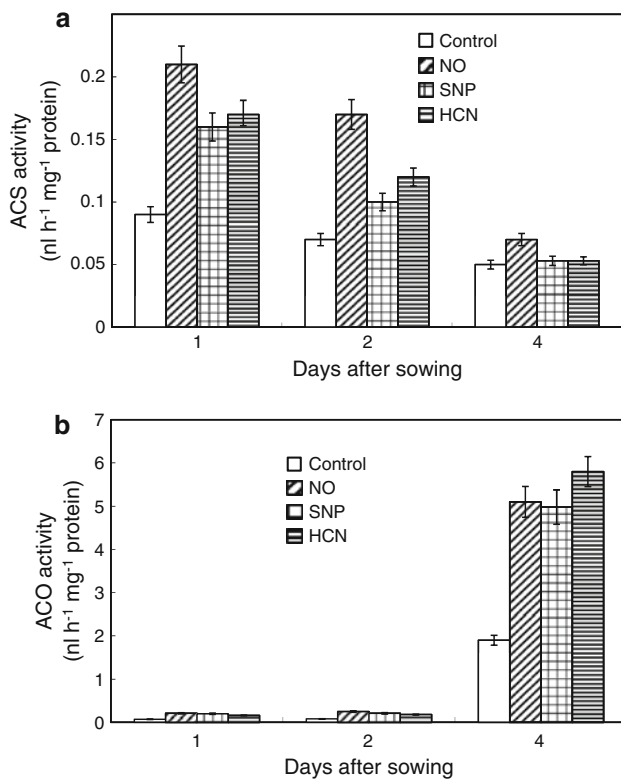 a
Control
NO
SNP
HCN
0.2
0.15
0.1
0.05
0
ACS activity
(nl h⁻¹ mg⁻¹ protein)
1 2 4
Days after sowing
b
7
6
5
4
3
2
1
0
Control
NO
SNP
HCN
ACO activity
(nl h⁻¹ mg⁻¹ protein)
1 2 4
Days after sowing